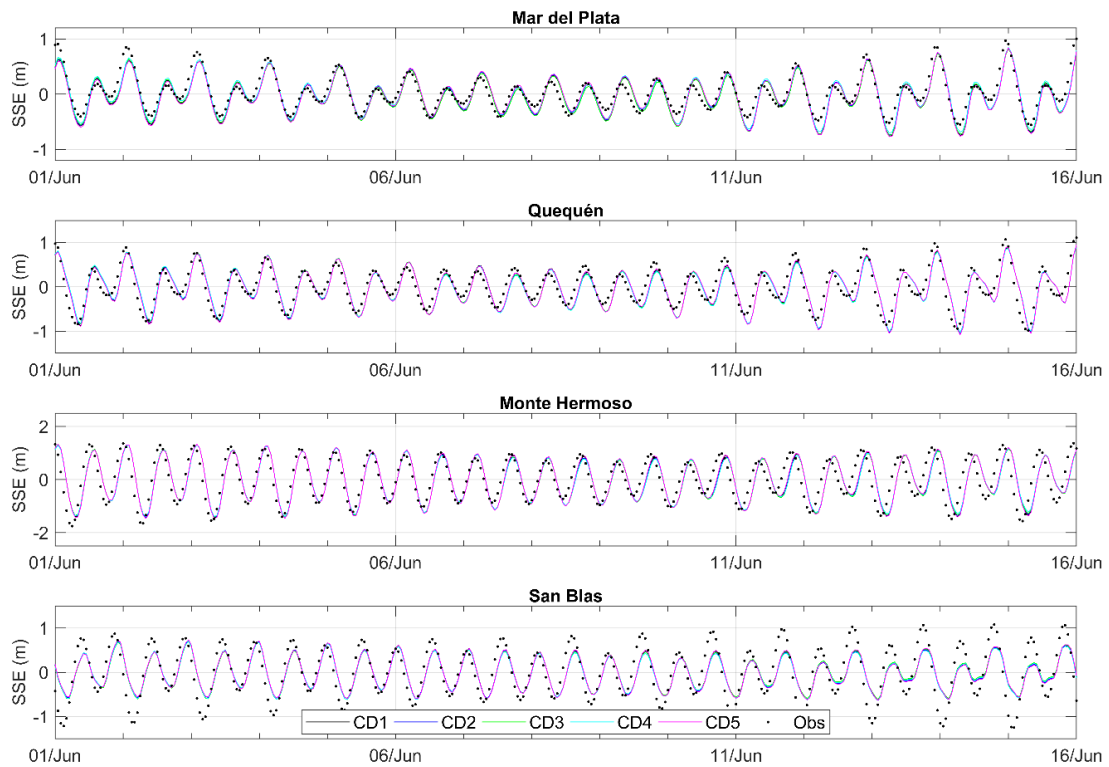 Mar del Plata
SSE (m)
1
0
-1
01/Jun 06/Jun 11/Jun 16/Jun
Quequén
SSE (m)
1
0
-1
01/Jun 06/Jun 11/Jun 16/Jun
Monte Hermoso
SSE (m)
2
0
-2
01/Jun 06/Jun 11/Jun 16/Jun
San Blas
SSE (m)
1
0
-1
CD1 CD2 CD3 CD4 CD5 Obs
01/Jun 06/Jun 11/Jun 16/Jun